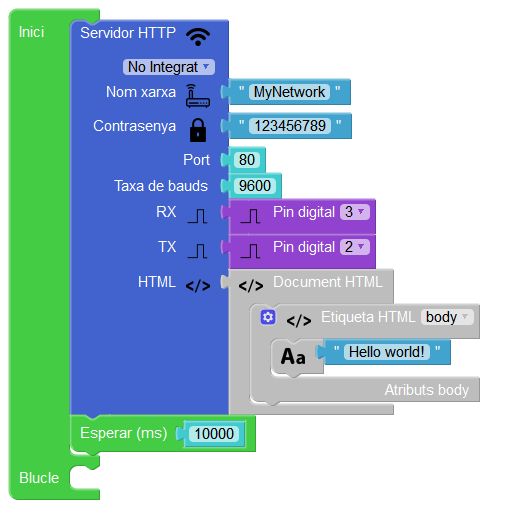 Inici
Servidor HTTP
No Integrat
Nom xarxa " MyNetwork "
Contrasenya " 123456789 "
Port 80
Taxa de bauds 9600
RX Pin digital 3
TX Pin digital 2
HTML </> </> Document HTML
</> Etiqueta HTML body
Aa " Hello world! "
Atributs body
Esperar (ms) 10000
Blucle